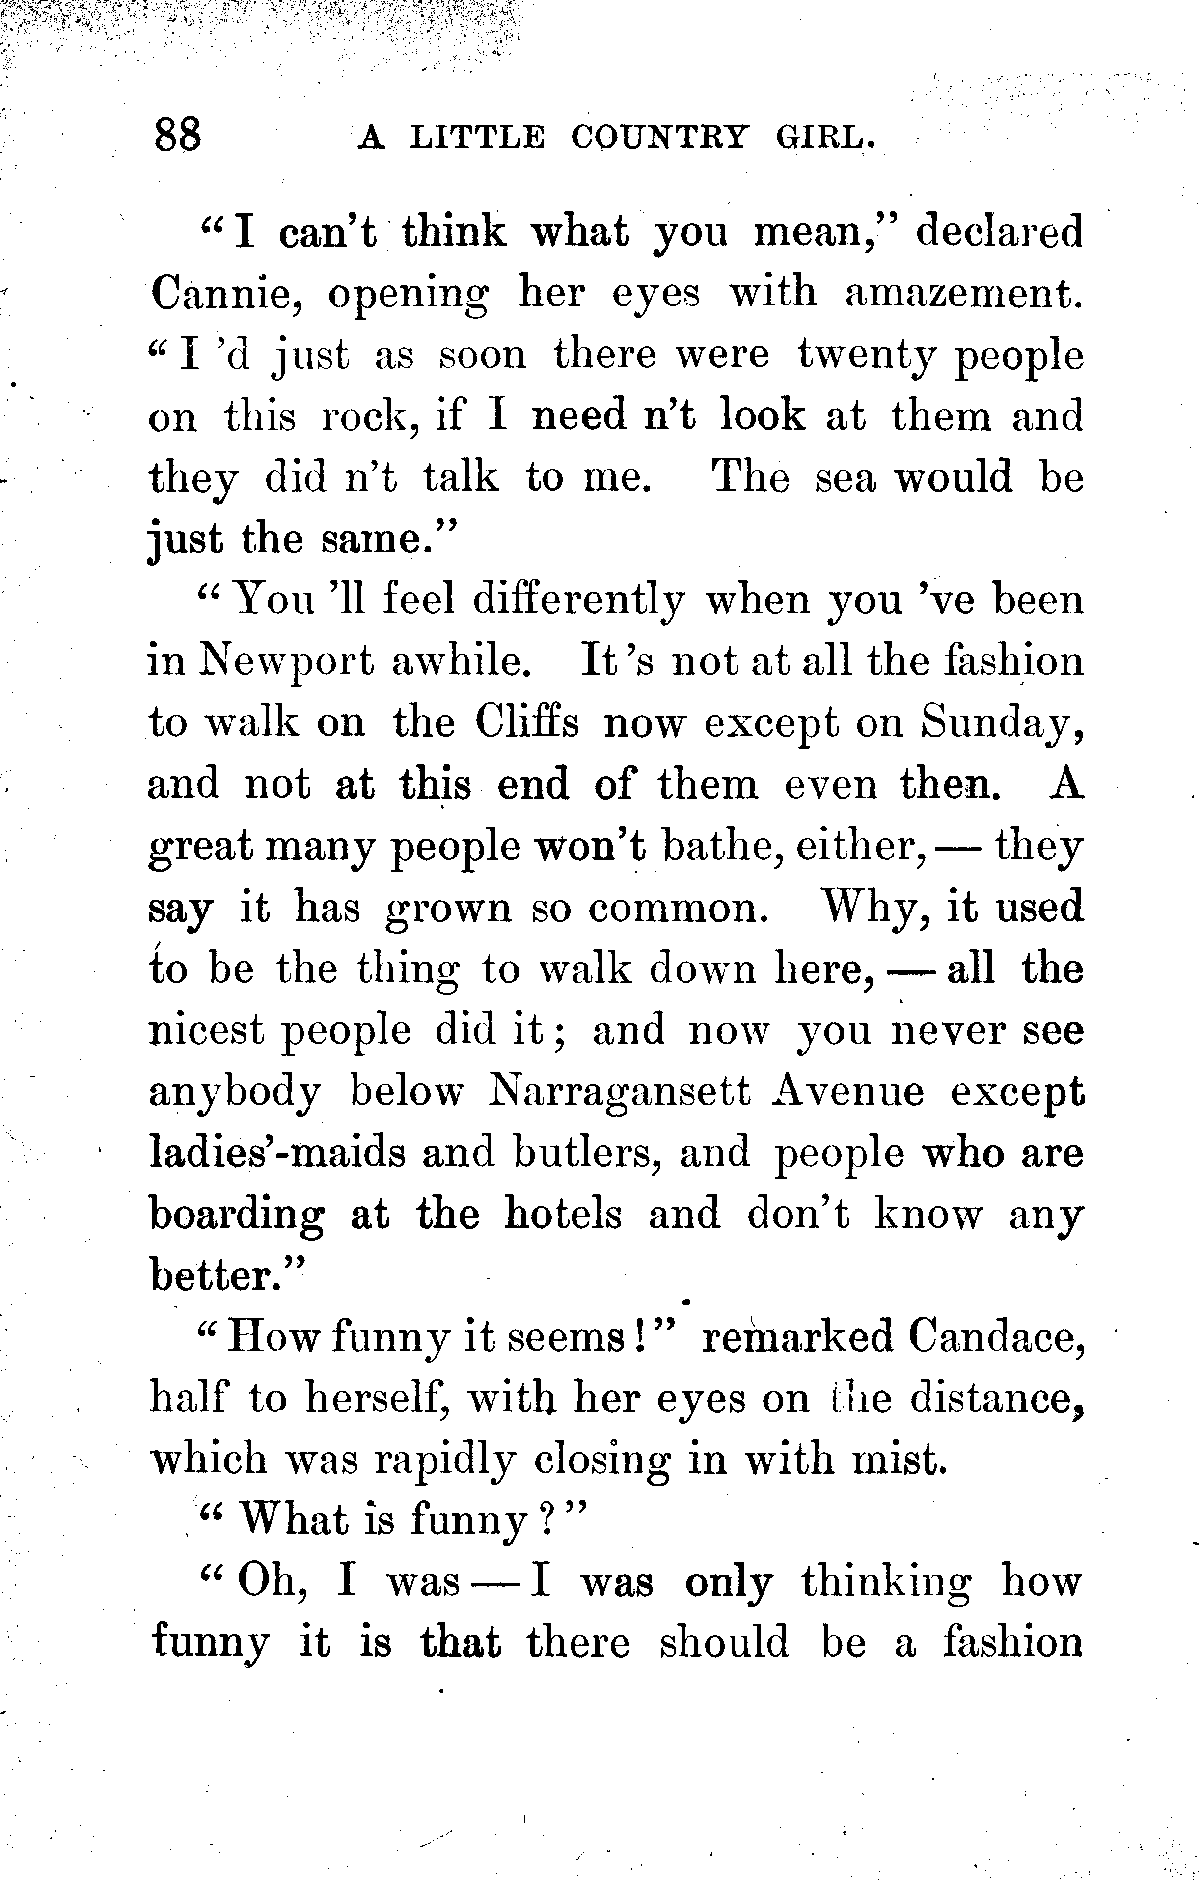 88 A LITTLE COUNTRY GIRL.
“I can’t think what you mean,” declared
Cannie, opening her eyes with amazement.
“I ’d just as soon there were twenty people
on this rock, if I need n’t look at them and
they did n’t talk to me. The sea would be
just the same.”
“You ’ll feel differently when you ’ve been
in Newport awhile. It ’s not at all the fashion
to walk on the Cliffs now except on Sunday,
and not at this end of them even then. A
great many people won’t bathe, either,— they
say it has grown so common. Why, it used
to be the thing to walk down here, — all the
nicest people did it; and now you never see
anybody below Narragansett Avenue except
ladies’-maids and butlers, and people who are
boarding at the hotels and don’t know any
better.”
“How funny it seems!” remarked Candace,
half to herself, with her eyes on the distance,
which was rapidly closing in with mist.
“What is funny?”
“Oh, I was — I was only thinking how
funny it is that there should be a fashion